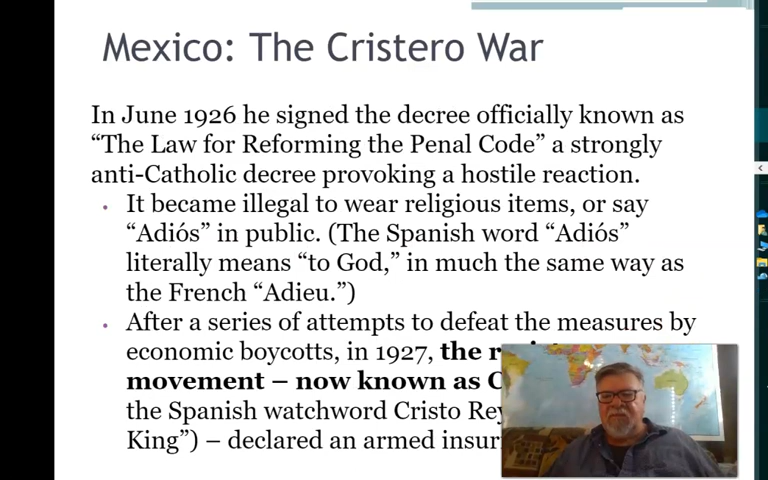 Mexico: The Cristero War
In June 1926 he signed the decree officially known as
“The Law for Reforming the Penal Code” a strongly
anti-Catholic decree provoking a hostile reaction.
• It became illegal to wear religious items, or say
“Adiós” in public. (The Spanish word “Adiós”
literally means “to God,” in much the same way as
the French “Adieu.”)
• After a series of attempts to defeat the measures by
economic boycotts, in 1927, the
movement – now known as
the Spanish watchword Cristo
King”) – declared an armed